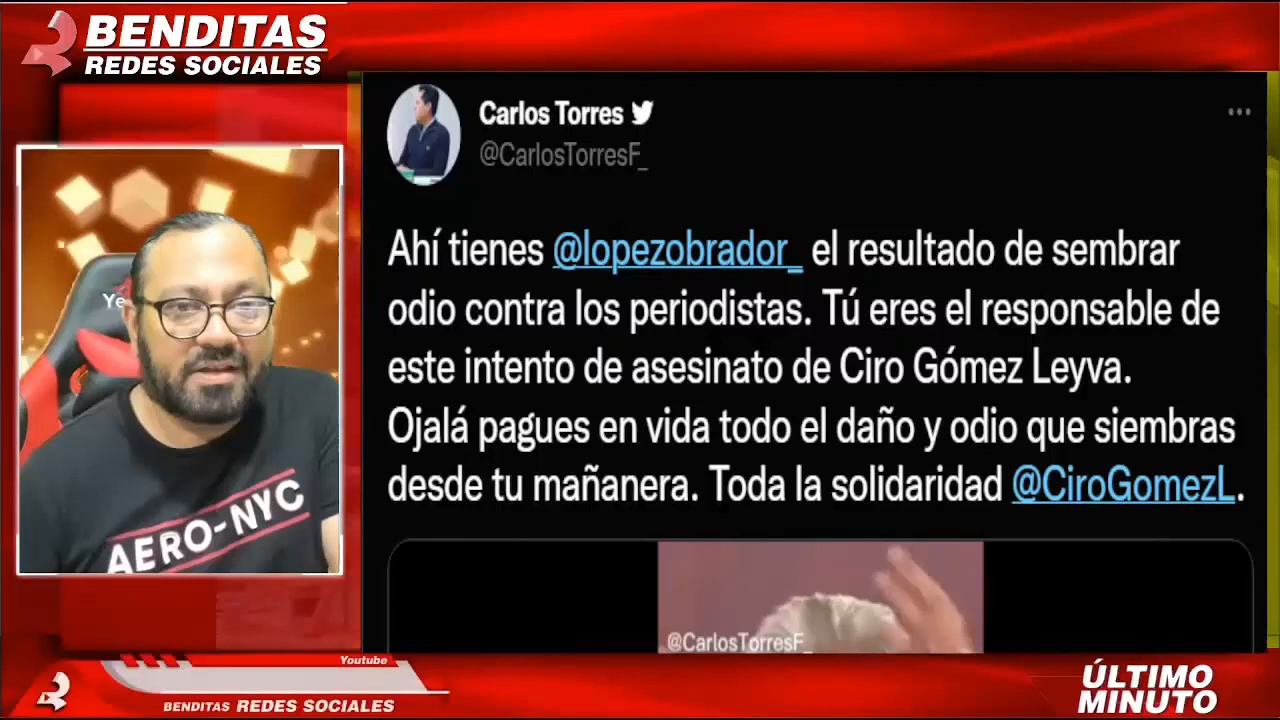 BENDITAS
REDES SOCIALES
Carlos Torres
@CarlosTorresF_
Ahí tienes @lopezobrador_ el resultado de sembrar
odio contra los periodistas. Tú eres el responsable de
este intento de asesinato de Ciro Gómez Leyva.
Ojalá pagues en vida todo el daño y odio que siembras
desde tu mañanera. Toda la solidaridad @CiroGomezL.
@CarlosTorresF_
AERO-NYC
Youtube
BENDITAS REDES SOCIALES
ÚLTIMO
MINUTO